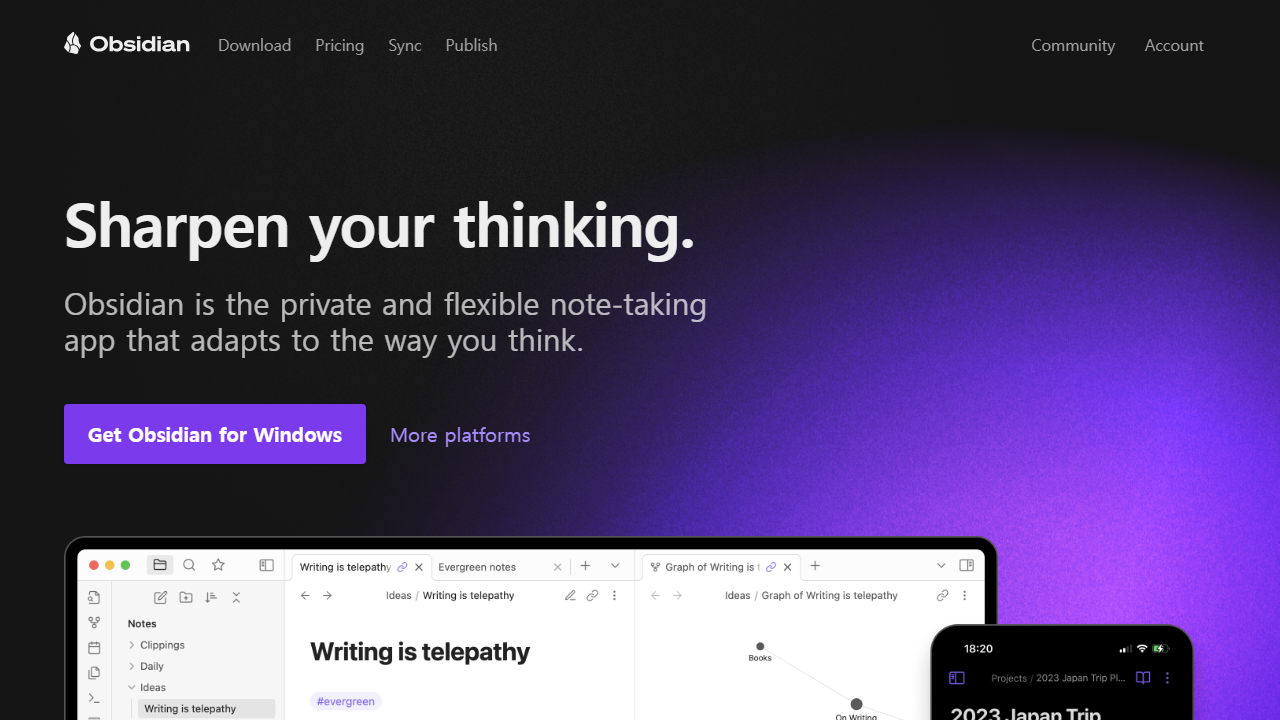 Obsidian Download Pricing Sync Publish Community Account
Sharpen your thinking.
Obsidian is the private and flexible note-taking
app that adapts to the way you think.
Get Obsidian for Windows More platforms
Writing is telepathy Evergreen notes Graph of Writing is
Ideas / Writing is telepathy Ideas / Graph of Writing is telepathy
Notes
Clippings
Daily
Ideas
Writing is telepathy
Writing is telepathy
#evergreen
Books
On Writing
18:20
Projects / 2023 Japan Trip Pl...
2023 Japan Trip